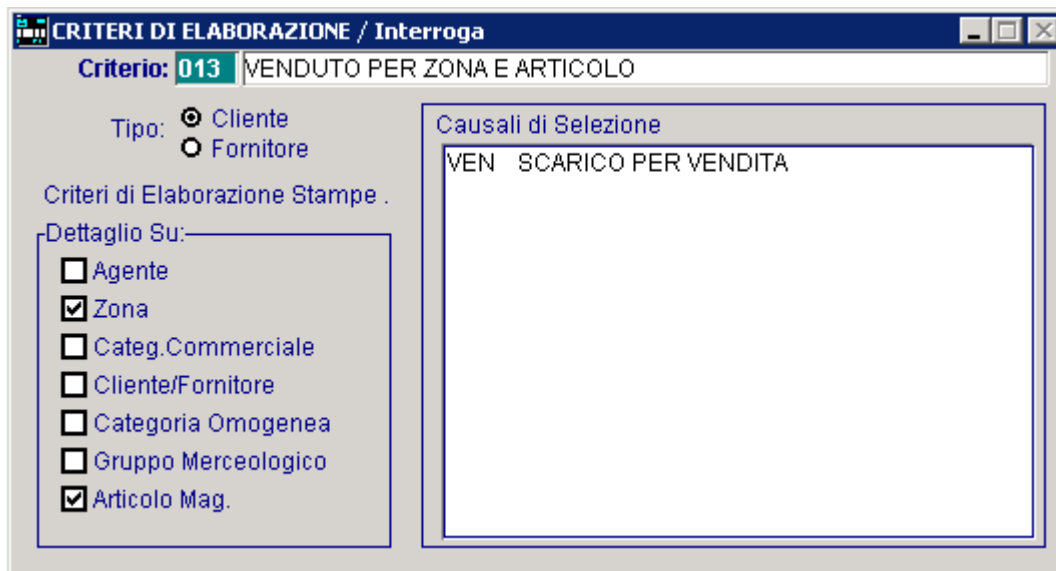 CRITERI DI ELABORAZIONE / Interroga
Criterio: 013 VENDUTO PER ZONA E ARTICOLO
Tipo: Cliente
Fornitore
Criteri di Elaborazione Stampe .
Dettaglio Su:
Agente
Zona
Categ.Commerciale
Cliente/Fornitore
Categoria Omogenea
Gruppo Merceologico
Articolo Mag.
Causali di Selezione
VEN SCARICO PER VENDITA